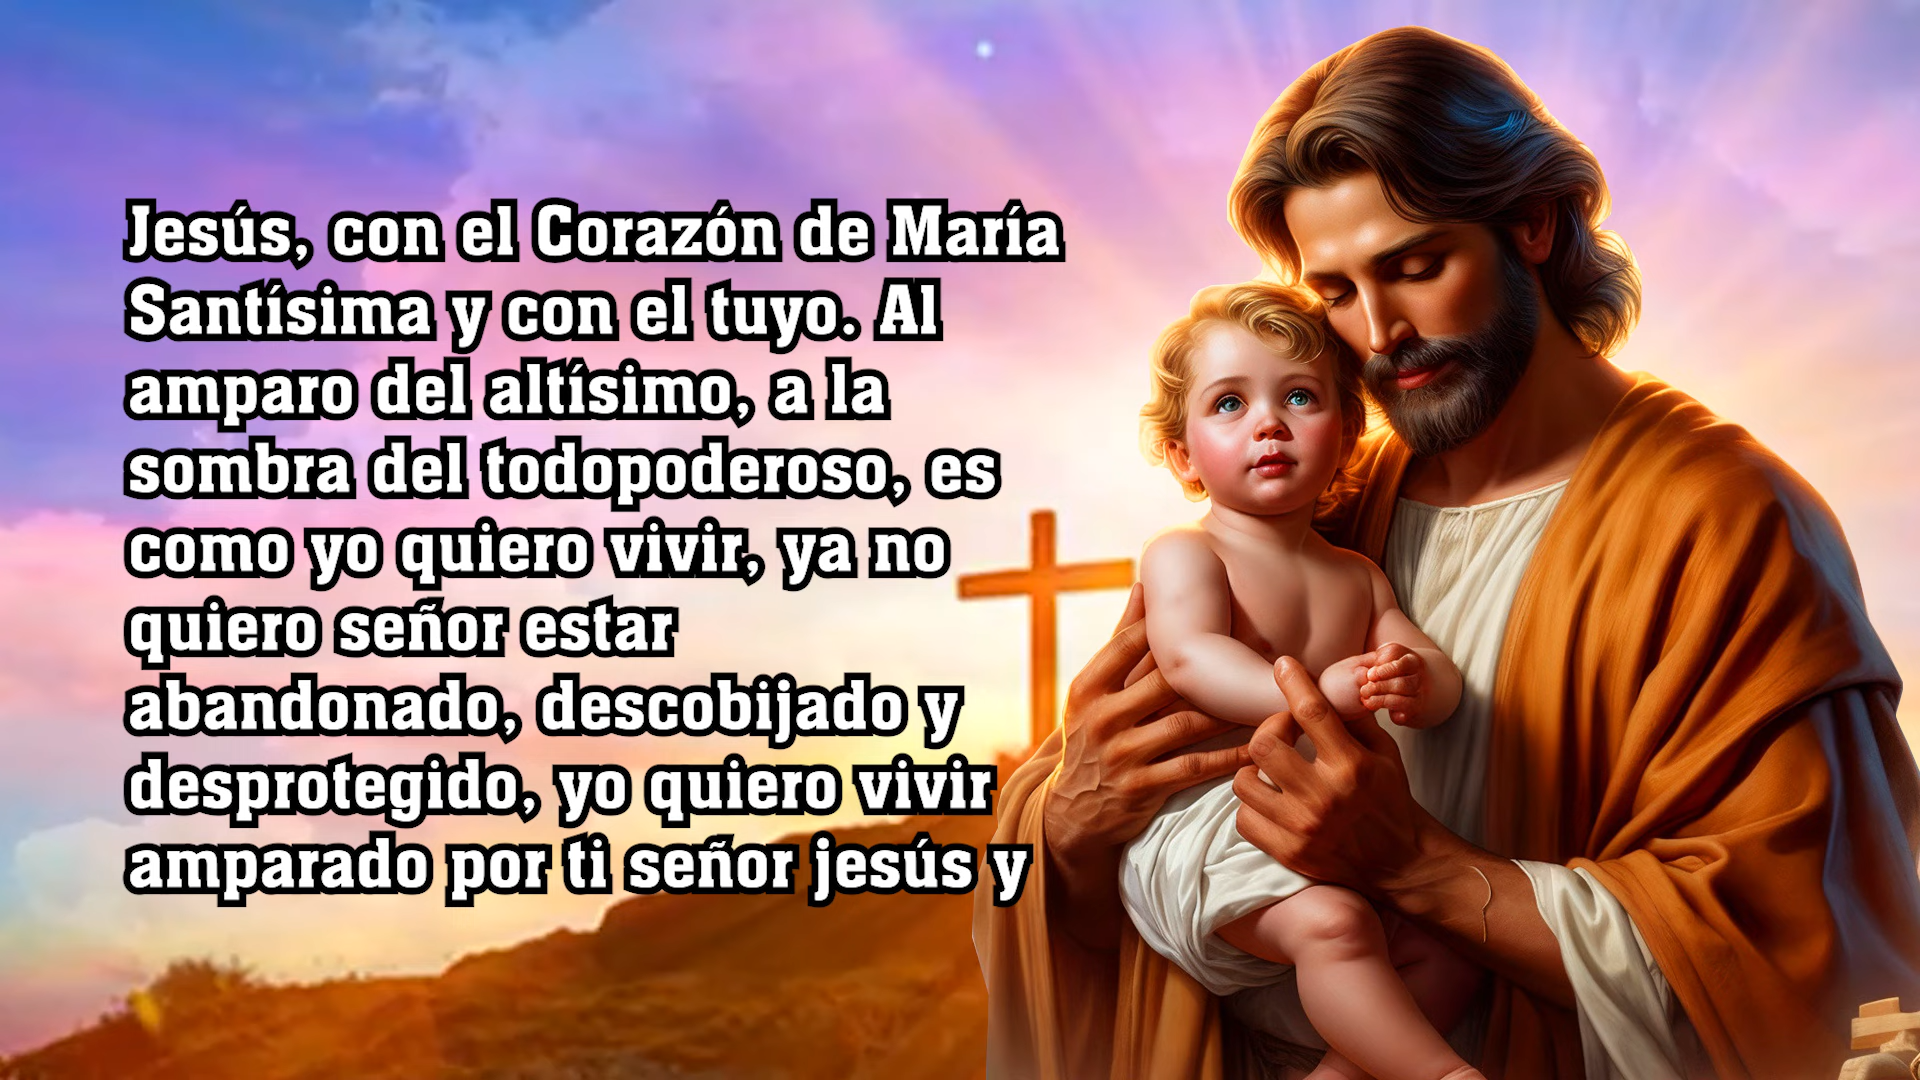 Jesús, con el Corazón de María
Santísima y con el tuyo. Al
amparo del altísimo, a la
sombra del todopoderoso, es
como yo quiero vivir, ya no
quiero señor estar
abandonado, descobijado y
desprotegido, yo quiero vivir
amparado por ti señor jesús y